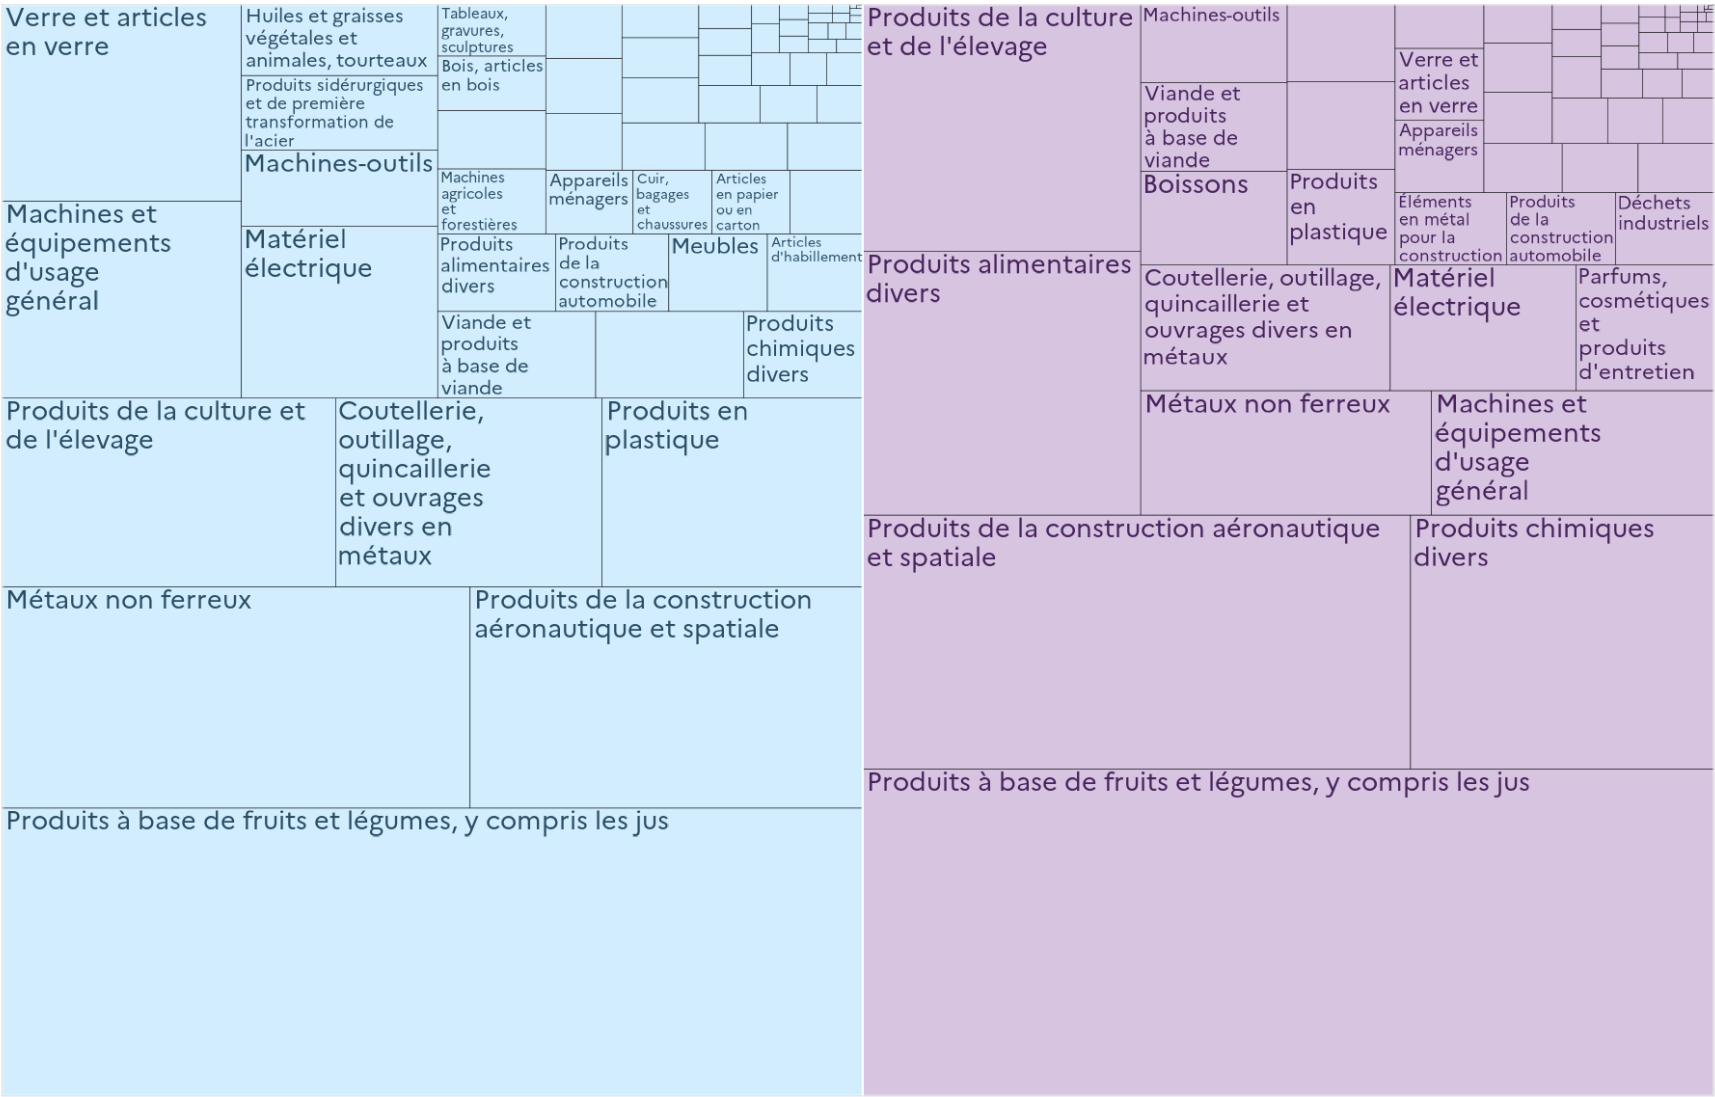 Verre et articles
en verre
Huiles et graisses
végétales et
animales, tourteaux
Produits sidérurgiques
et de première
transformation de
l'acier
Machines-outils
Machines et
équipements
d'usage
général
Matériel
électrique
Tableaux,
gravures,
sculptures
Bois, articles
en bois
Machines
agricoles
et
forestières
Appareils
ménagers
Cuir,
bagages
et
chaussures
Articles
en papier
ou en
carton
Produits
alimentaires
divers
Produits
de la
construction
automobile
Meubles
Articles
d'habillement
Viande et
produits
à base de
viande
Produits
chimiques
divers
Produits de la culture et
de l'élevage
Coutellerie,
outillage,
quincaillerie
et ouvrages
divers en
métaux
Produits en
plastique
Métaux non ferreux
Produits de la construction
aéronautique et spatiale
Produits à base de fruits et légumes, y compris les jus
Produits de la culture
et de l'élevage
Machines-outils
Viande et
produits
à base de
viande
Boissons
Produits
en
plastique
Verre et
articles
en verre
Appareils
ménagers
Éléments
en métal
pour la
construction
Produits
de la
construction
automobile
Déchets
industriels
Produits alimentaires
divers
Coutellerie, outillage,
quincaillerie et
ouvrages divers en
métaux
Matériel
électrique
Parfums,
cosmétiques
et
produits
d'entretien
Métaux non ferreux
Machines et
équipements
d'usage
général
Produits de la construction aéronautique
et spatiale
Produits chimiques
divers
Produits à base de fruits et légumes, y compris les jus